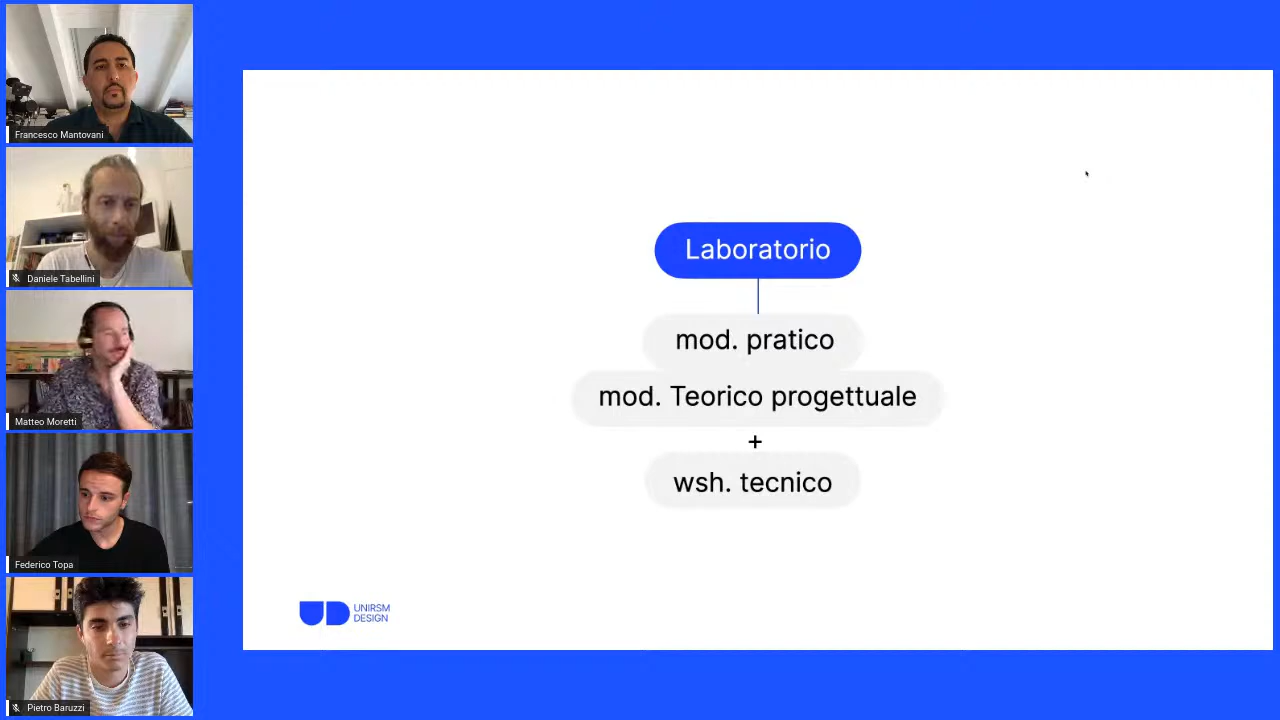 Francesco Mantovani
Daniele Tabellini
Matteo Moretti
Federico Topa
Pietro Baruzzi
Laboratorio
mod. pratico
mod. Teorico progettuale
+
wsh. tecnico
UNIRSM
DESIGN